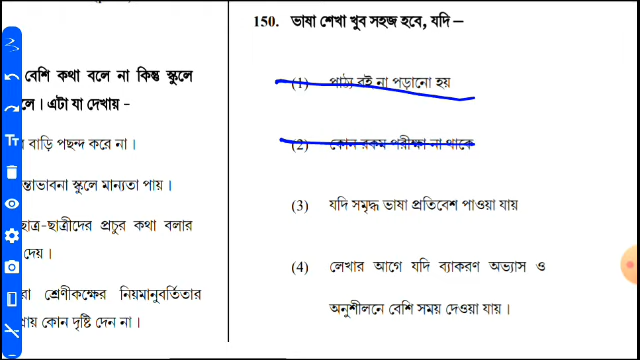 বেশি কথা বলে না কিন্তু স্কুলে
লে। এটা যা দেখায় -
বাড়ি পছন্দ করে না।
ন্তাভাবনা স্কুলে মান্যতা পায়।
ছাত্র-ছাত্রীদের প্রচুর কথা বলার
দেয়।
রা শ্রেণীকক্ষের নিয়মানুবর্তিতার
প্রায় কোন দৃষ্টি দেন না।
150. ভাষা শেখা খুব সহজ হবে, যদি –
(1) পাঠ্য বই না পড়ানো হয়
(2) কোন রকম পরীক্ষা না থাকে
(3) যদি সমৃদ্ধ ভাষা প্রতিবেশ পাওয়া যায়
(4) লেখার আগে যদি ব্যাকরণ অভ্যাস ও
অনুশীলনে বেশি সময় দেওয়া যায়।